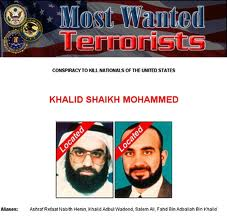 Most Wanted
Terrorists
CONSPIRACY TO KILL NATIONALS OF THE UNITED STATES
KHALID SHAIKH MOHAMMED
Located
Located
Aliases: Ashraf Refaat Nabith Henin, Khalid Adbul Wadood, Salem Ali, Fahd Bin Adballah Bin Khalid